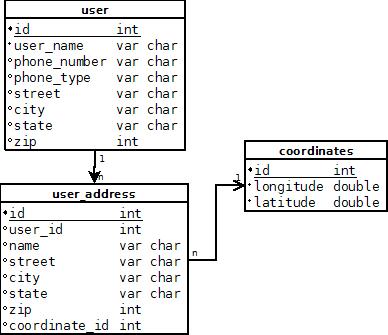 user
id int
user_name var char
phone_number var char
phone_type var char
street var char
city var char
state var char
zip int
1
n
user_address
id int
user_id int
name var char
street var char
city var char
state var char
zip int
coordinate_id int
n
1
coordinates
id int
longitude double
latitude double